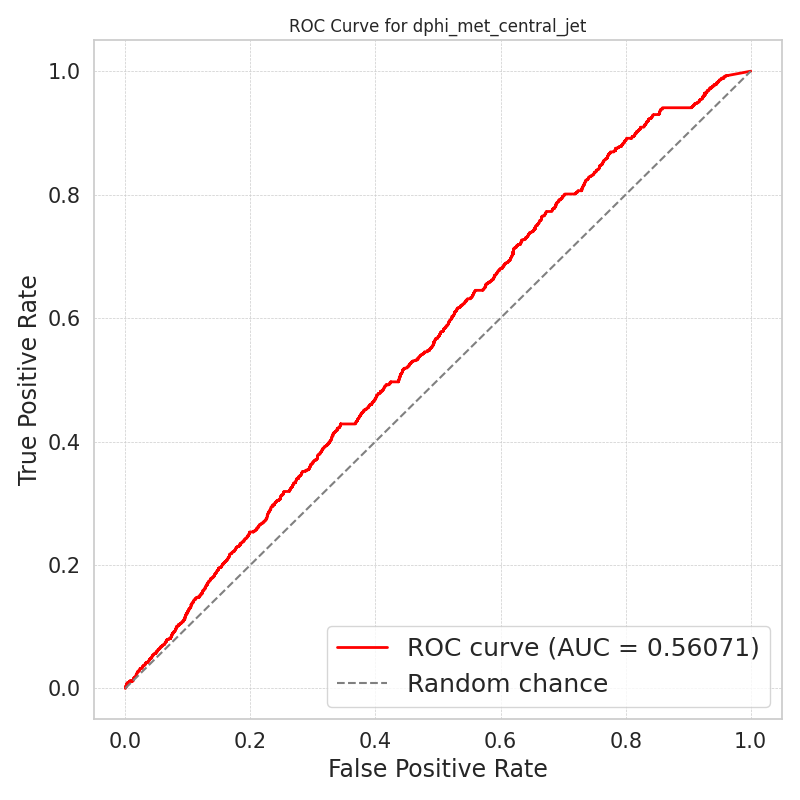 ROC Curve for dphi_met_central_jet
True Positive Rate
1.0
0.8
0.6
0.4
0.2
0.0
ROC curve (AUC = 0.56071)
Random chance
0.0 0.2 0.4 0.6 0.8 1.0
False Positive Rate